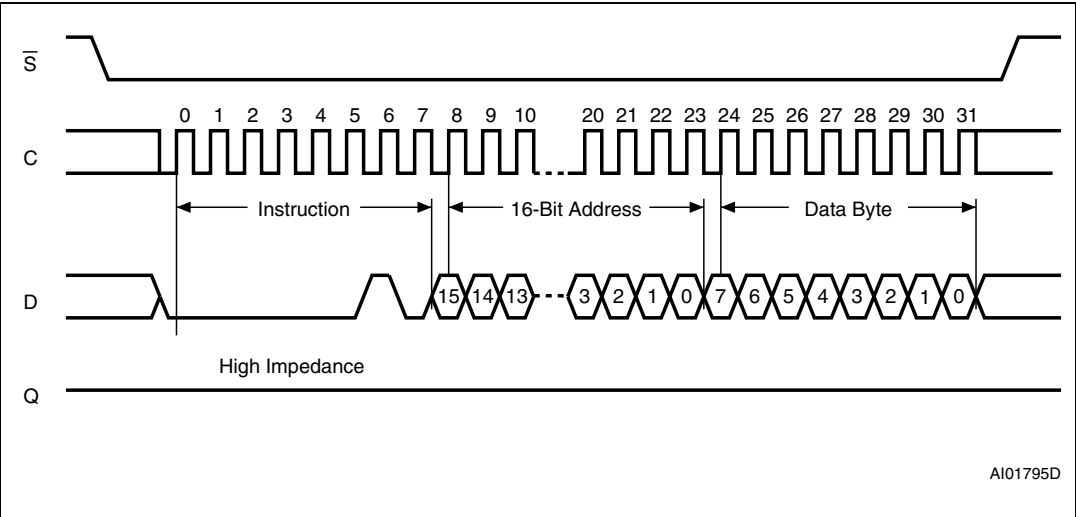 S
0 1 2 3 4 5 6 7 8 9 10 20 21 22 23 24 25 26 27 28 29 30 31
C
Instruction 16-Bit Address Data Byte
D 15 14 13 3 2 1 0 7 6 5 4 3 2 1 0
High Impedance
Q
AI01795D